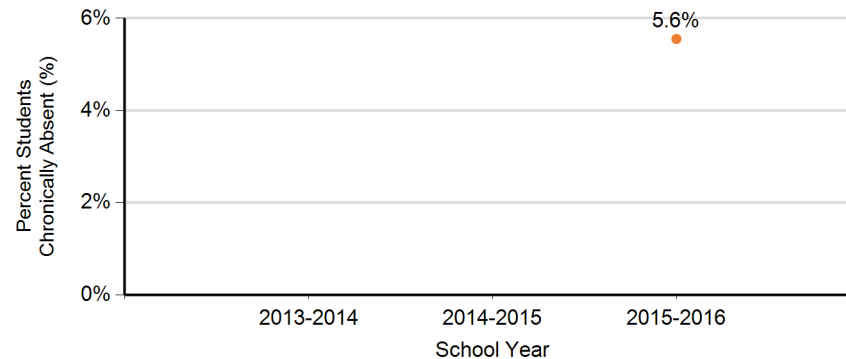 6%
5.6%
4%
2%
0%
Percent Students
Chronically Absent (%)
2013-2014
2014-2015
2015-2016
School Year